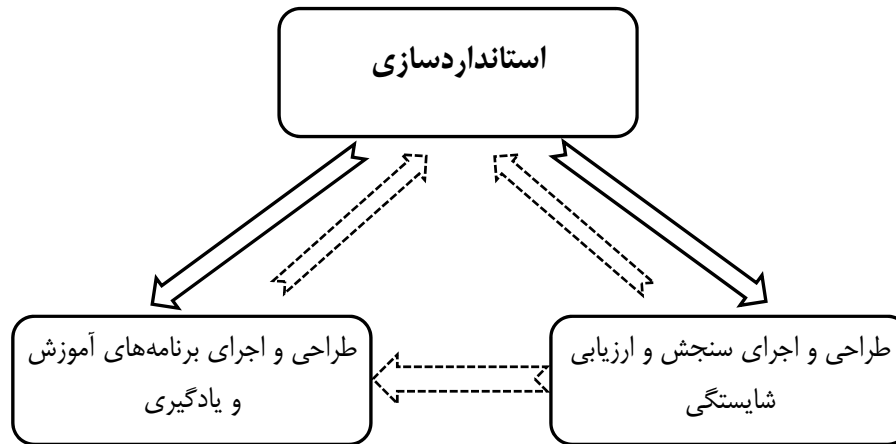 استانداردسازی
طراحی و اجرای سنجش و ارزیابی
شایستگی
طراحی و اجرای برنامه‌های آموزش
و یادگیری